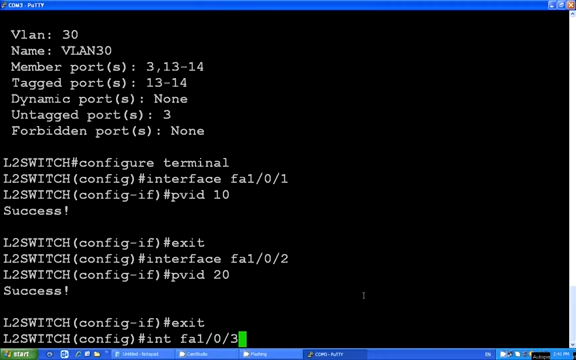 COM3 - PuTTY
Vlan: 30
Name: VLAN30
Member port(s): 3,13-14
Tagged port(s): 13-14
Dynamic port(s): None
Untagged port(s): 3
Forbidden port(s): None
L2SWITCH#configure terminal
L2SWITCH(config)#interface fa1/0/1
L2SWITCH(config-if)#pvid 10
Success!
L2SWITCH(config-if)#exit
L2SWITCH(config)#interface fa1/0/2
L2SWITCH(config-if)#pvid 20
Success!
L2SWITCH(config-if)#exit
L2SWITCH(config)#int fa1/0/3
start
Untitled - Notepad
CamStudio
Flashing
COM3 - PuTTY